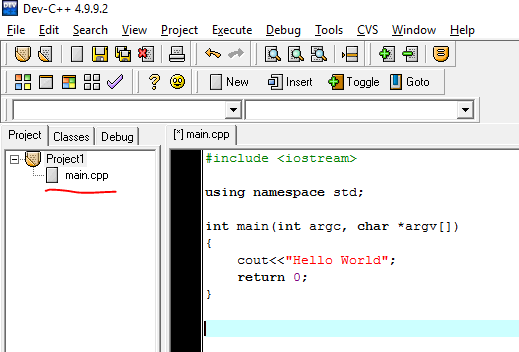 DEV Dev-C++ 4.9.9.2
File Edit Search View Project Execute Debug Tools CVS Window Help
New Insert Toggle Goto
Project Classes Debug
[*] main.cpp
Project1
main.cpp
#include <iostream>
using namespace std;
int main(int argc, char *argv[])
{
cout<<"Hello World";
return 0;
}